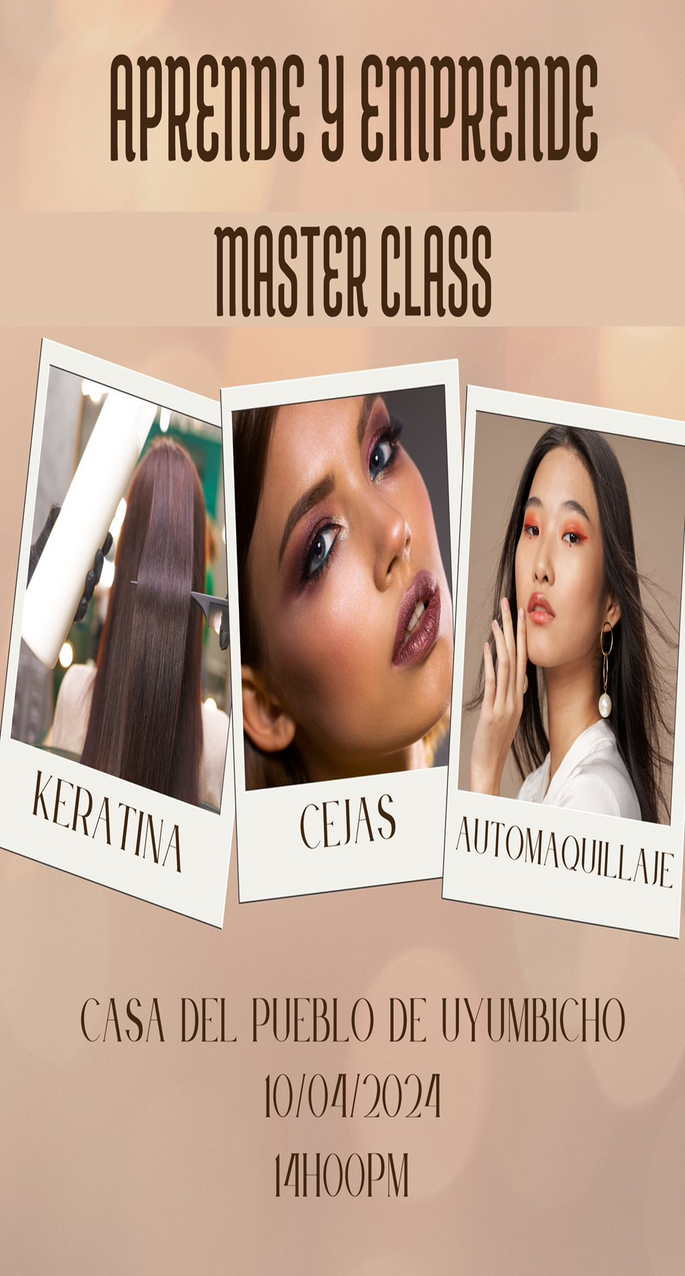 APRENDE Y EMPRENDE
MASTER CLASS
KERATINA
CEJAS
AUTOMAQUILLAJE
CASA DEL PUEBLO DE UYUMBICHO
10/04/2024
14H00PM